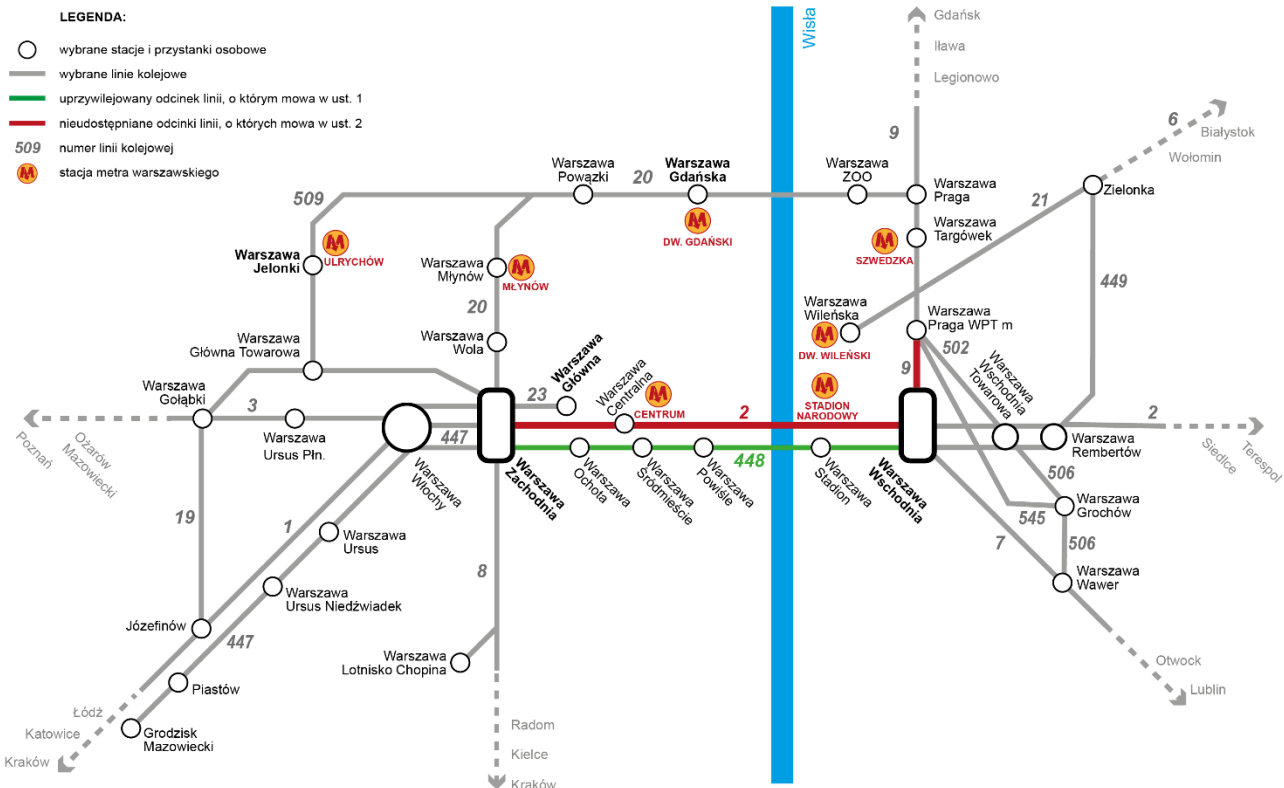 LEGENDA:
wybrane stacje i przystanki osobowe
wybrane linie kolejowe
uprzywilejowany odcinek linii, o którym mowa w ust. 1
nieudostępniane odcinki linii, o których mowa w ust. 2
509 numer linii kolejowej
stacja metra warszawskiego
Wisła
Gdańsk
Iława
Legionowo
9
6
Białystok
Wołomin
509
Warszawa
Powązki
20
Warszawa
Gdańska
DW. GDAŃSKI
Warszawa
ZOO
Warszawa
Praga
21
Zielonka
Warszawa
Targówek
SZWEDZKA
Warszawa
Jelonki
ULRYCHÓW
Warszawa
Młynów
MŁYNÓW
20
449
Warszawa
Wileńska
DW. WILEŃSKI
Warszawa
Praga WPT m
502
Warszawa
Wola
Warszawa
Główna Towarowa
Warszawa
Główna
23
Warszawa
Centralna
CENTRUM
STADION
NARODOWY
9
Warszawa
Wschodnia
Towarowa
Warszawa
Gołąbki
3
Warszawa
Ursus Płn.
447
2
2
Warszawa
Rembertów
Poznań
Ożarów
Mazowiecki
Siedlce
Terespol
Warszawa
Włochy
Warszawa
Zachodnia
Warszawa
Ochota
Warszawa
Śródmieście
Warszawa
Powiśle
448
Warszawa
Stadion
Warszawa
Wschodnia
506
Warszawa
Grochów
545
506
7
Warszawa
Wawer
19
1
Warszawa
Ursus
8
Warszawa
Ursus Niedźwiadek
Józefinów
447
Warszawa
Lotnisko Chopina
Piastów
Grodzisk
Mazowiecki
Łódź
Katowice
Kraków
Radom
Kielce
Kraków
Otwock
Lublin